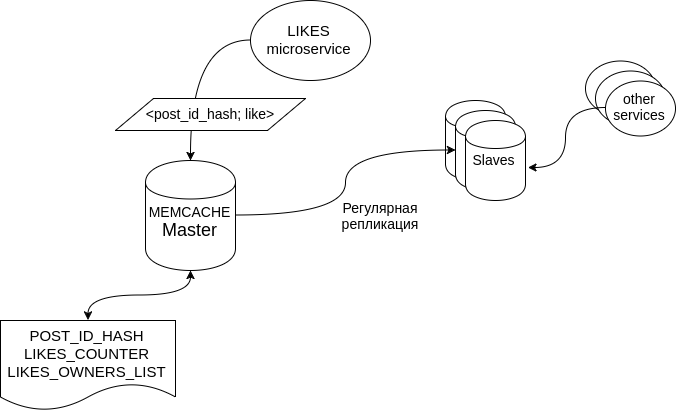 LIKES
microservice
<post_id_hash; like>
other
services
Slaves
MEMCACHE
Master
Регулярная
репликация
POST_ID_HASH
LIKES_COUNTER
LIKES_OWNERS_LIST